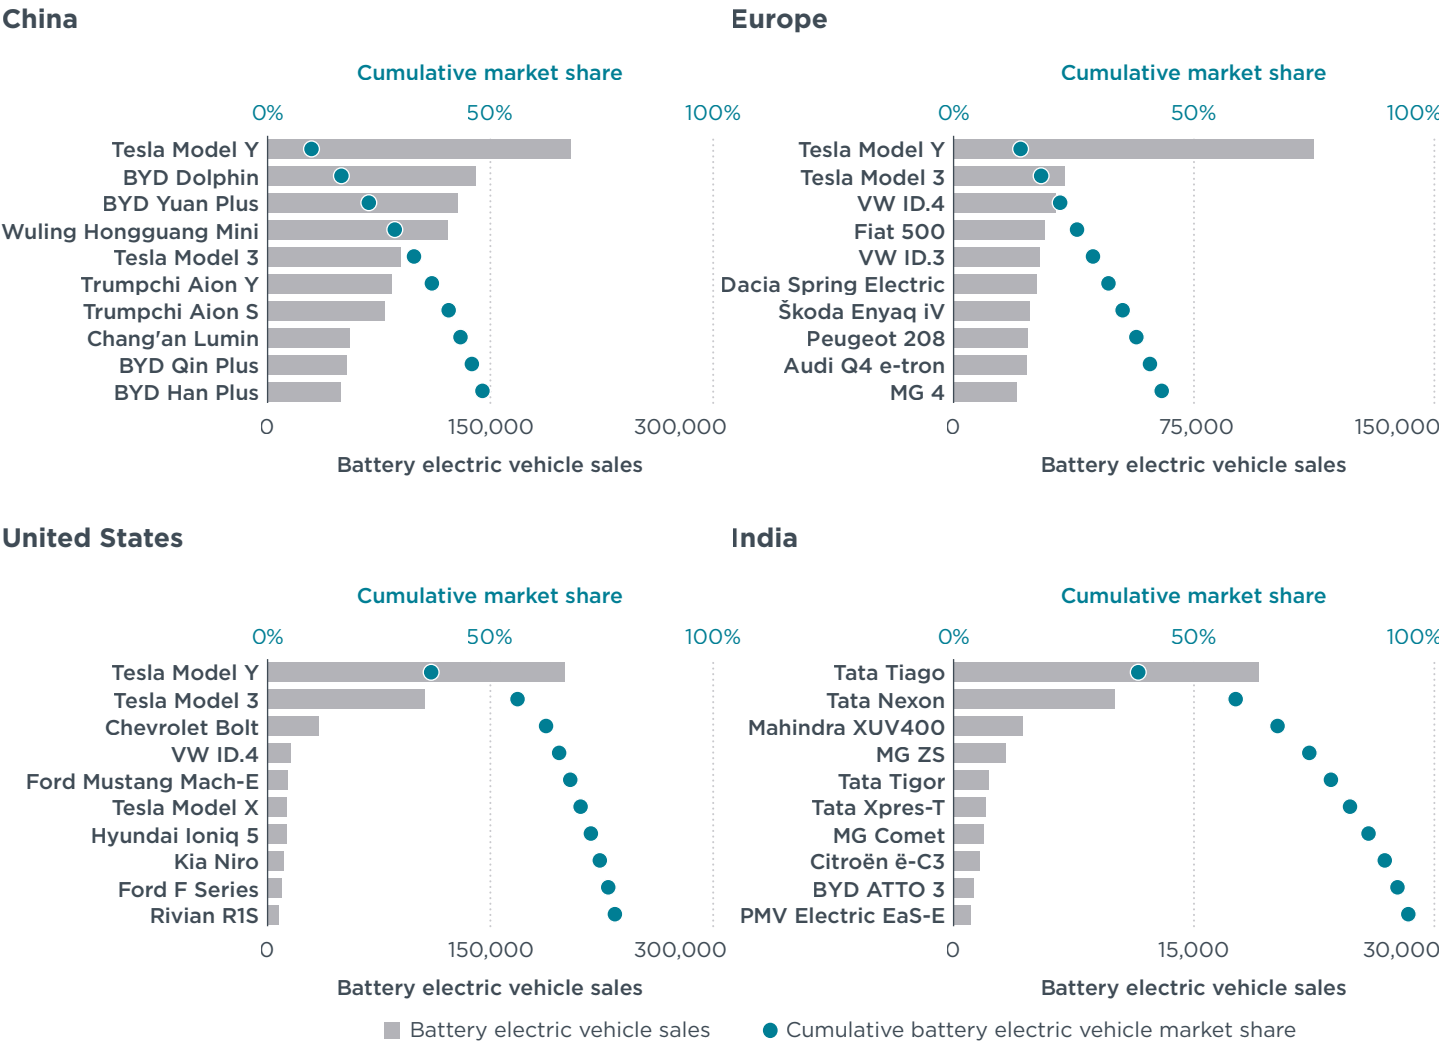 China
Cumulative market share
0% 50% 100%
Tesla Model Y
BYD Dolphin
BYD Yuan Plus
Wuling Hongguang Mini
Tesla Model 3
Trumpchi Aion Y
Trumpchi Aion S
Chang'an Lumin
BYD Qin Plus
BYD Han Plus
0 150,000 300,000
Battery electric vehicle sales
Europe
Cumulative market share
0% 50% 100%
Tesla Model Y
Tesla Model 3
VW ID.4
Fiat 500
VW ID.3
Dacia Spring Electric
Škoda Enyaq iV
Peugeot 208
Audi Q4 e-tron
MG 4
0 75,000 150,000
Battery electric vehicle sales
United States
Cumulative market share
0% 50% 100%
Tesla Model Y
Tesla Model 3
Chevrolet Bolt
VW ID.4
Ford Mustang Mach-E
Tesla Model X
Hyundai Ioniq 5
Kia Niro
Ford F Series
Rivian R1S
0 150,000 300,000
Battery electric vehicle sales
India
Cumulative market share
0% 50% 100%
Tata Tiago
Tata Nexon
Mahindra XUV400
MG ZS
Tata Tigor
Tata Xpres-T
MG Comet
Citroën ë-C3
BYD ATTO 3
PMV Electric EaS-E
0 15,000 30,000
Battery electric vehicle sales
Battery electric vehicle sales Cumulative battery electric vehicle market share